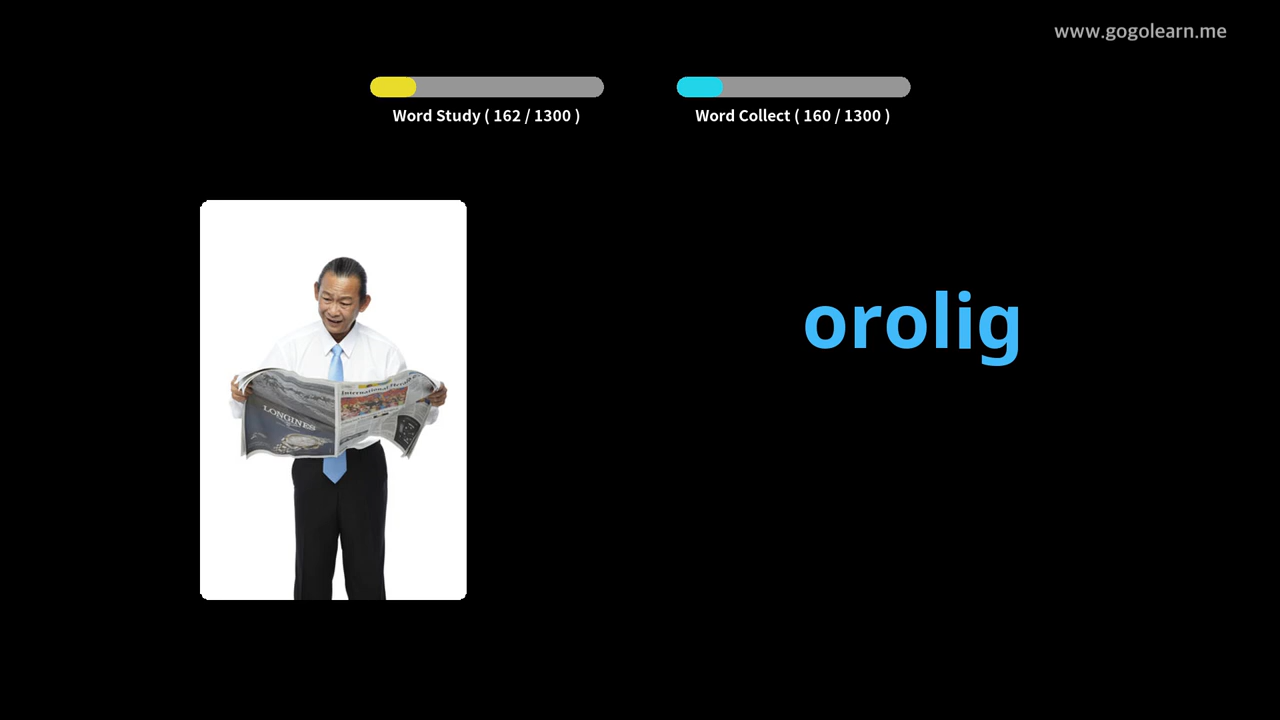 www.gogolearn.me
Word Study ( 162 / 1300 )
Word Collect ( 160 / 1300 )
orolig
LONGINES
International Herald